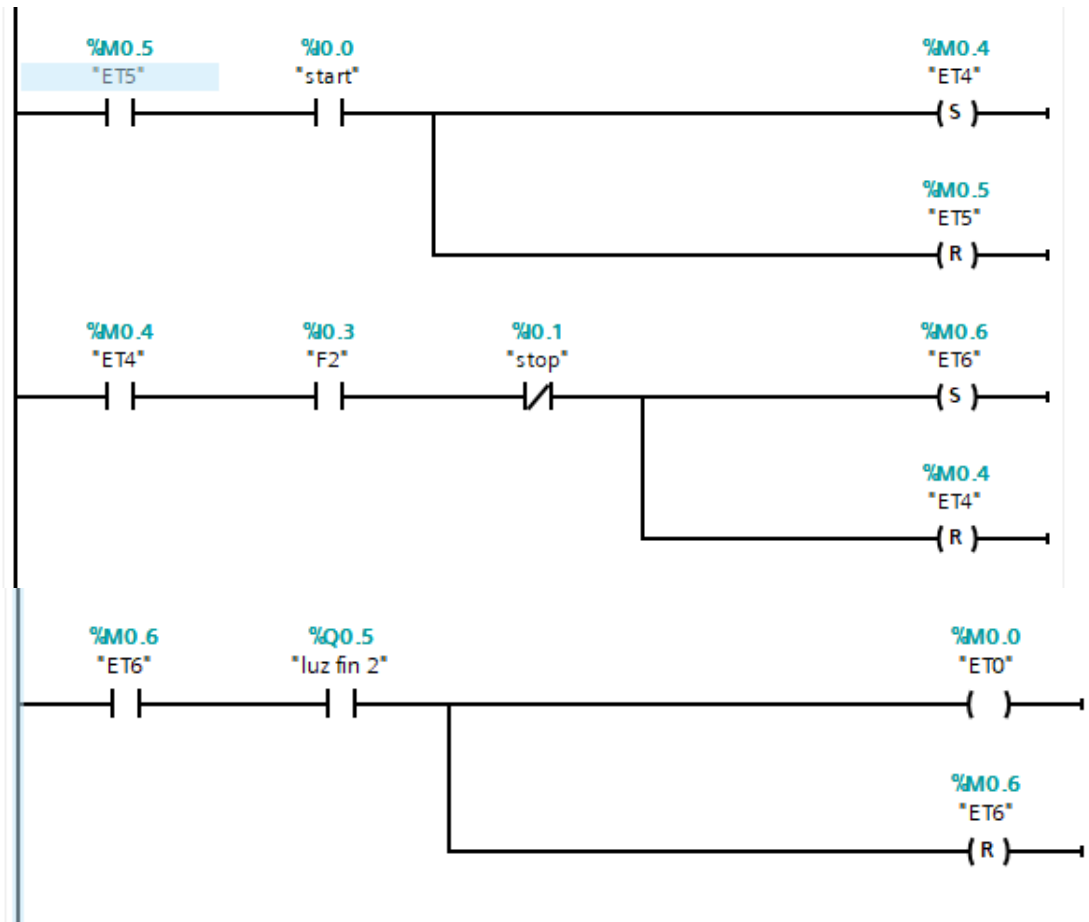 %M0.5
"ET5"
%I0.0
"start"
%M0.4
"ET4"
( S )
%M0.5
"ET5"
( R )
%M0.4
"ET4"
%I0.3
"F2"
%I0.1
"stop"
%M0.6
"ET6"
( S )
%M0.4
"ET4"
( R )
%M0.6
"ET6"
%Q0.5
"luz fin 2"
%M0.0
"ET0"
( )
%M0.6
"ET6"
( R )